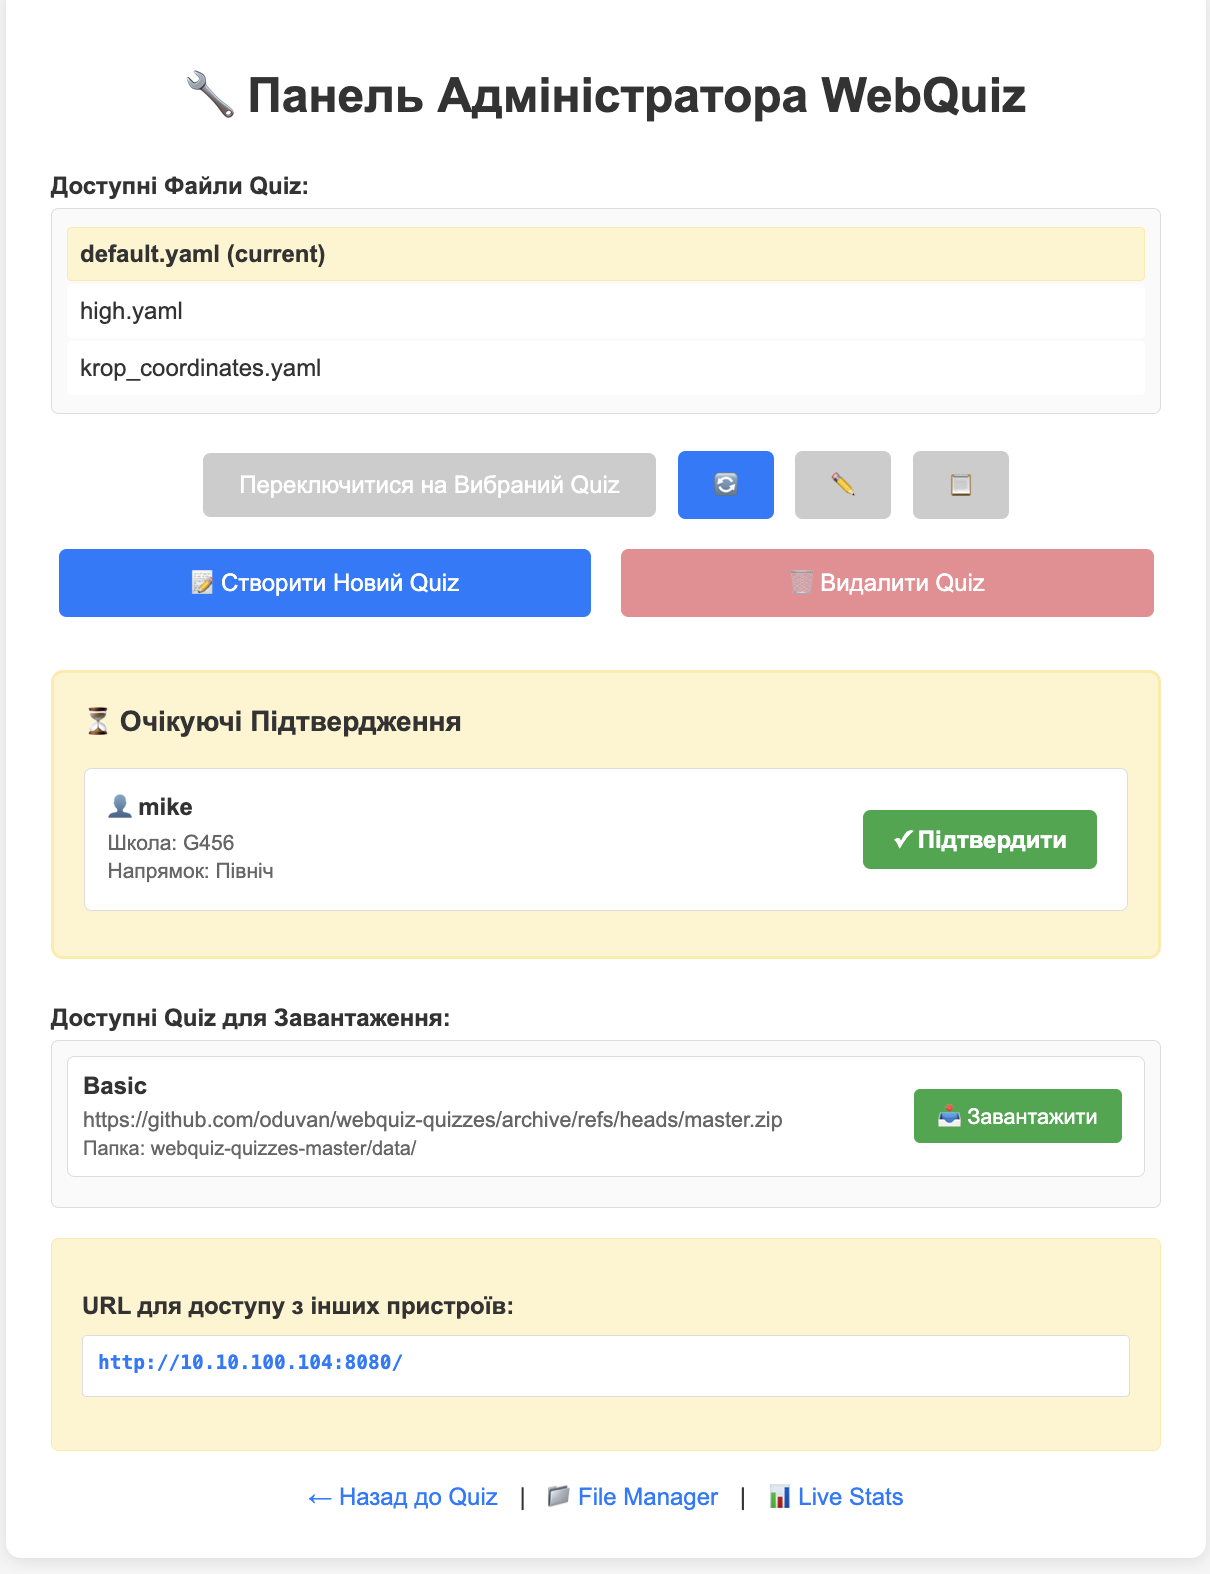 🔧 Панель Адміністратора WebQuiz
Доступні Файли Quiz:
default.yaml (current)
high.yaml
krop_coordinates.yaml
Переключитися на Вибраний Quiz 🔄 ✏️ 📋
📝 Створити Новий Quiz 🗑️ Видалити Quiz
⏳ Очікуючі Підтвердження
👤 mike
Школа: G456
Напрямок: Північ
✓ Підтвердити
Доступні Quiz для Завантаження:
Basic
https://github.com/oduvan/webquiz-quizzes/archive/refs/heads/master.zip
Папка: webquiz-quizzes-master/data/
📥 Завантажити
URL для доступу з інших пристроїв:
http://10.10.100.104:8080/
← Назад до Quiz | 📁 File Manager | 📊 Live Stats